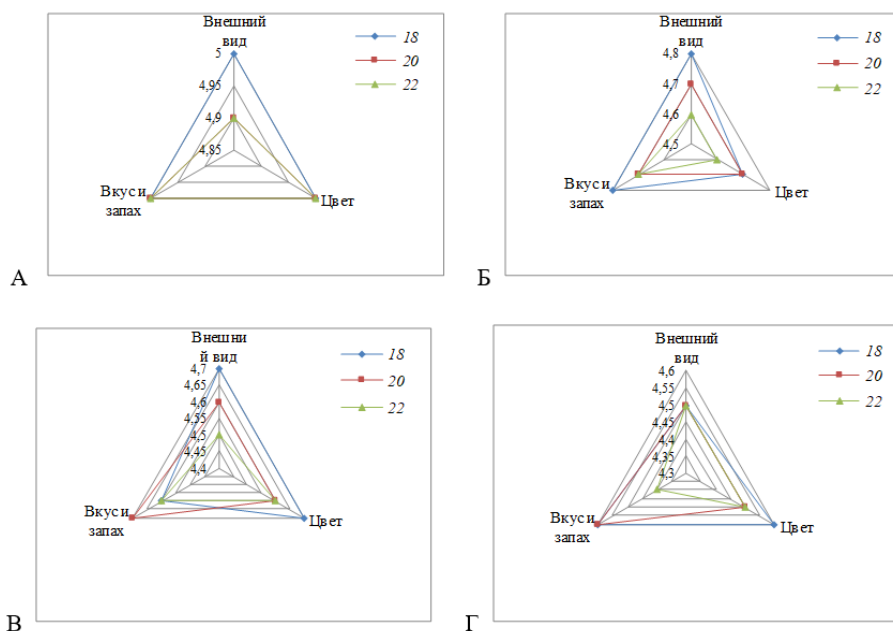 Внешний
вид
5
4,95
4,9
4,85
Вкус и
запах
Цвет
18
20
22
А
Внешний
вид
4,8
4,7
4,6
4,5
Вкус и
запах
Цвет
18
20
22
Б
Внешни
й вид
4,7
4,65
4,6
4,55
4,5
4,45
4,4
Вкус и
запах
Цвет
18
20
22
В
Внешний
вид
4,6
4,55
4,5
4,45
4,4
4,35
4,3
Вкус и
запах
Цвет
18
20
22
Г